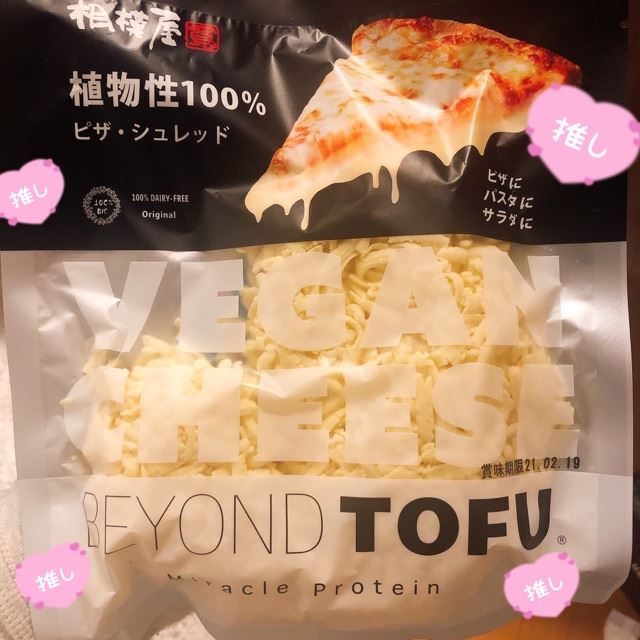 相模屋
植物性100%
ピザ・シュレッド
推し
推し
ピザに
パスタに
サラダに
100%
BIO
100% DAIRY-FREE
Original
VEGAN
CHEESE
賞味期限21.02.19
BEYOND TOFU®
Miracle Protein
推し
推し